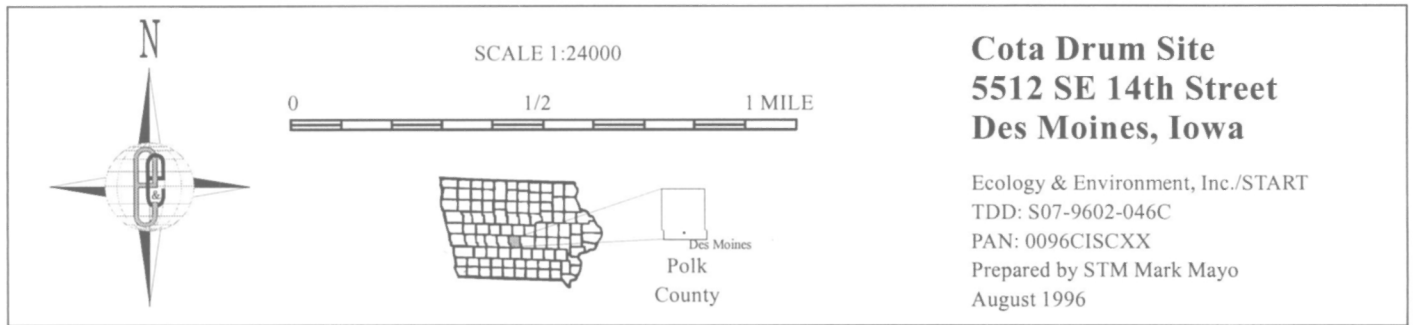 N
SCALE 1:24000
0 1/2 1 MILE
&
Des Moines
Polk
County
Cota Drum Site
5512 SE 14th Street
Des Moines, Iowa
Ecology & Environment, Inc./START
TDD: S07-9602-046C
PAN: 0096CISCXX
Prepared by STM Mark Mayo
August 1996